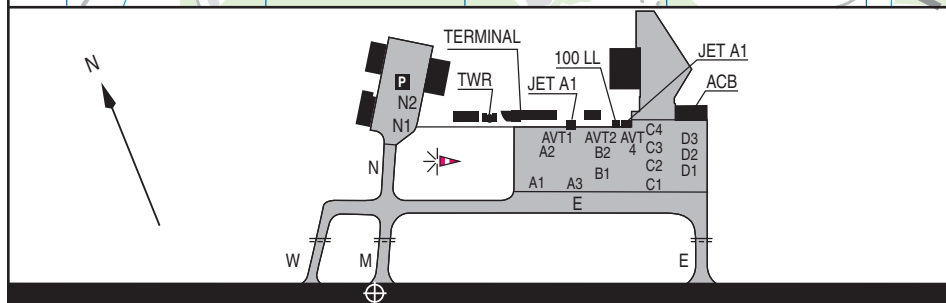 TERMINAL
JET A1
N
100 LL
P
TWR
JET A1
ACB
N2
N1
AVT1
AVT2
AVT
4
C4
D3
A2
B2
C3
D2
N
B1
C2
D1
A1
A3
C1
E
W
M
E